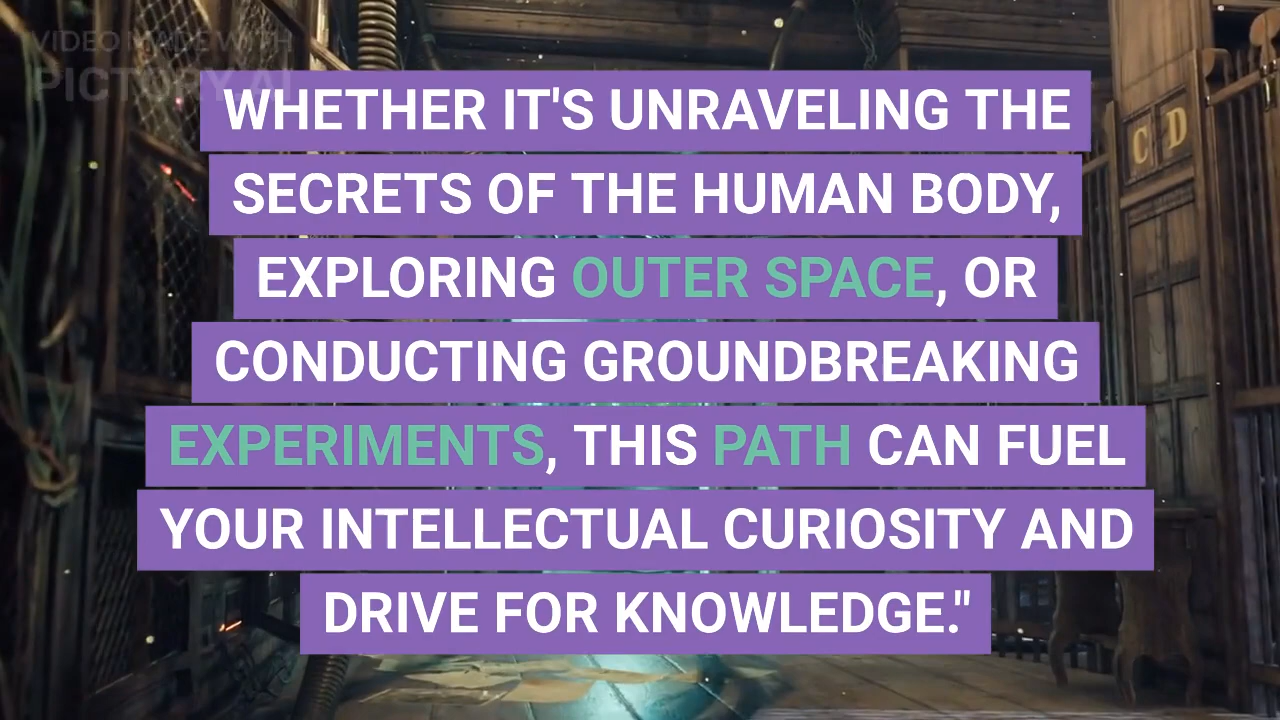 VIDEO MADE WITH
PICTORY.AI
WHETHER IT'S UNRAVELING THE
SECRETS OF THE HUMAN BODY,
EXPLORING OUTER SPACE, OR
CONDUCTING GROUNDBREAKING
EXPERIMENTS, THIS PATH CAN FUEL
YOUR INTELLECTUAL CURIOSITY AND
DRIVE FOR KNOWLEDGE."
C D